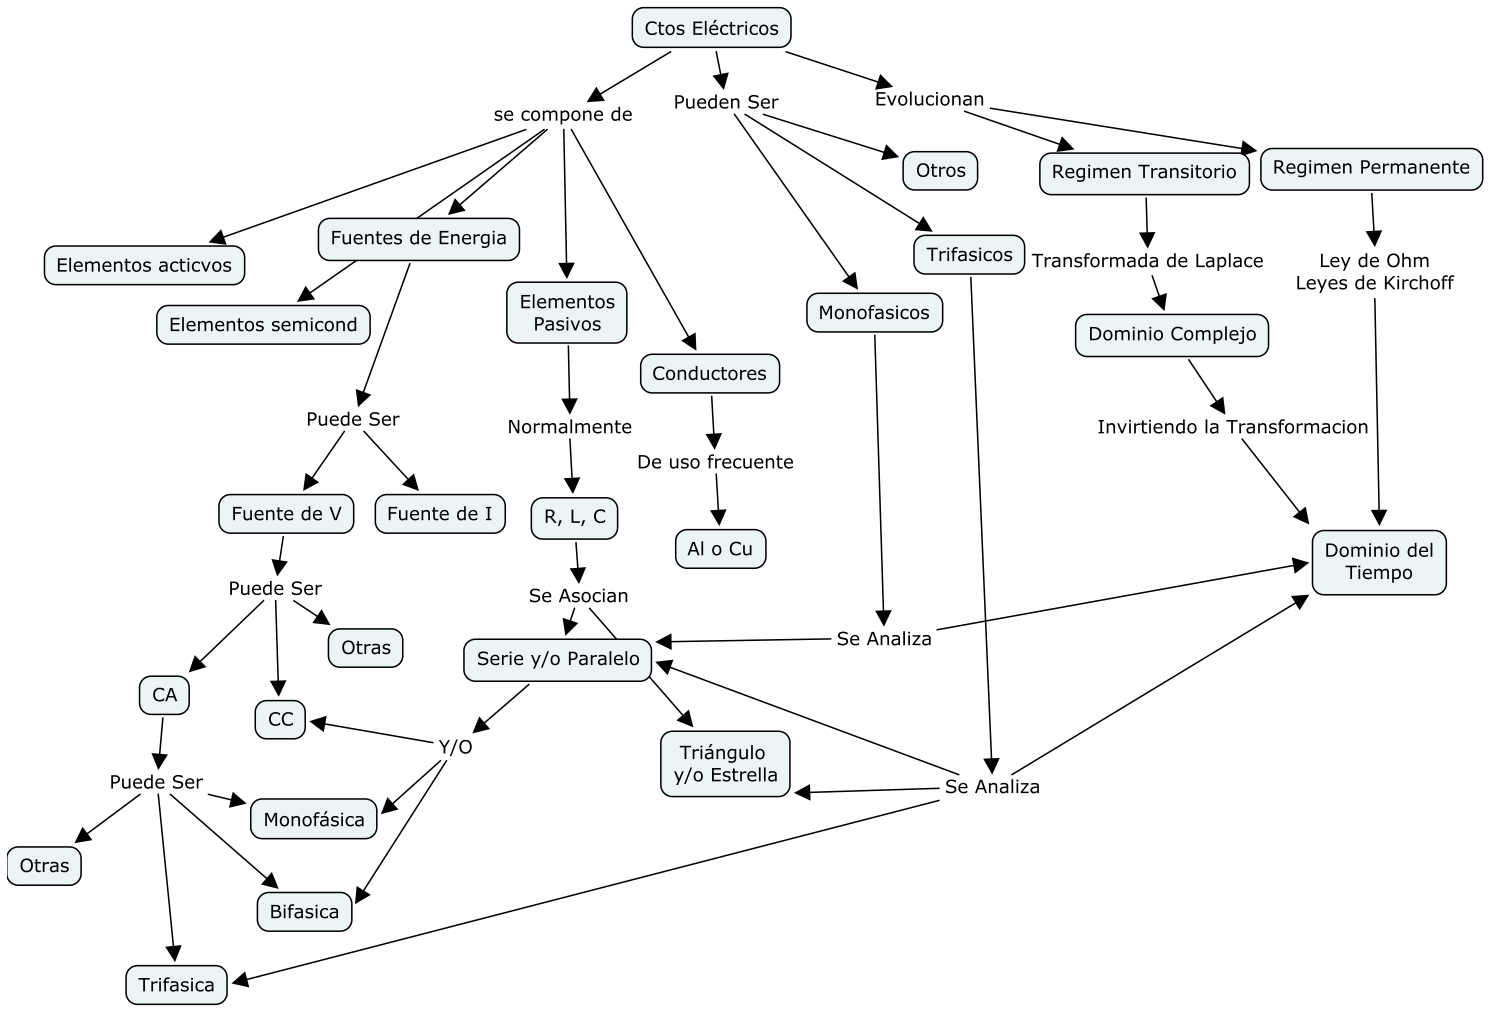 Ctos Eléctricos
se compone de
Pueden Ser
Evolucionan
Otros
Regimen Transitorio
Regimen Permanente
Elementos acticvos
Fuentes de Energia
Trifasicos
Transformada de Laplace
Ley de Ohm
Leyes de Kirchoff
Elementos semicond
Elementos
Pasivos
Monofasicos
Dominio Complejo
Conductores
Puede Ser
Normalmente
Invirtiendo la Transformacion
De uso frecuente
Fuente de V
Fuente de I
R, L, C
Al o Cu
Dominio del
Tiempo
Puede Ser
Se Asocian
Otras
Serie y/o Paralelo
Se Analiza
CA
CC
Y/O
Triángulo
y/o Estrella
Puede Ser
Se Analiza
Monofásica
Otras
Bifasica
Trifasica